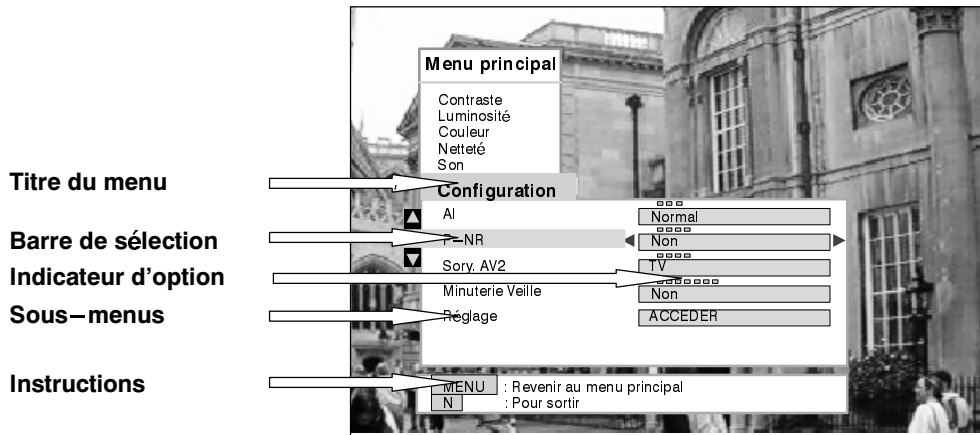 Menu principal
Contraste
Luminosité
Couleur
Netteté
Son
Titre du menu
Configuration
AI
Normal
Barre de sélection
P−NR
Non
Indicateur d’option
Sory. AV2
TV
Minuterie Veille
Non
Sous−menus
Réglage
ACCEDER
Instructions
MENU : Revenir au menu principal
N : Pour sortir